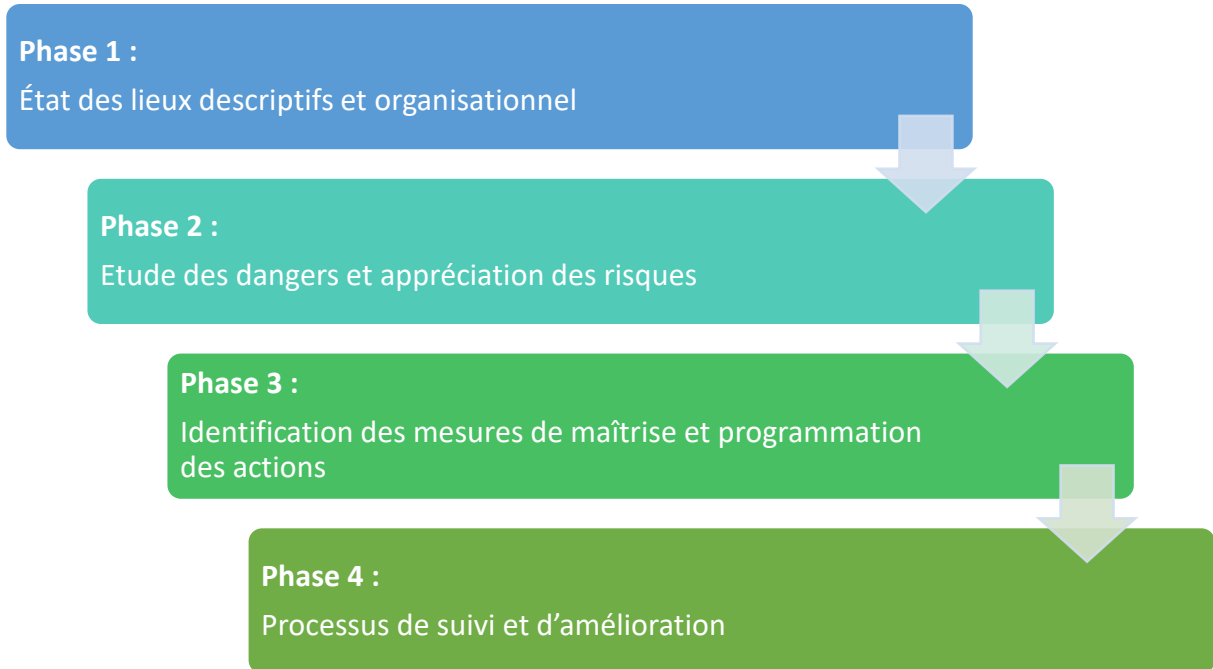 Phase 1 :
État des lieux descriptifs et organisationnel
Phase 2 :
Etude des dangers et appréciation des risques
Phase 3 :
Identification des mesures de maîtrise et programmation
des actions
Phase 4 :
Processus de suivi et d’amélioration